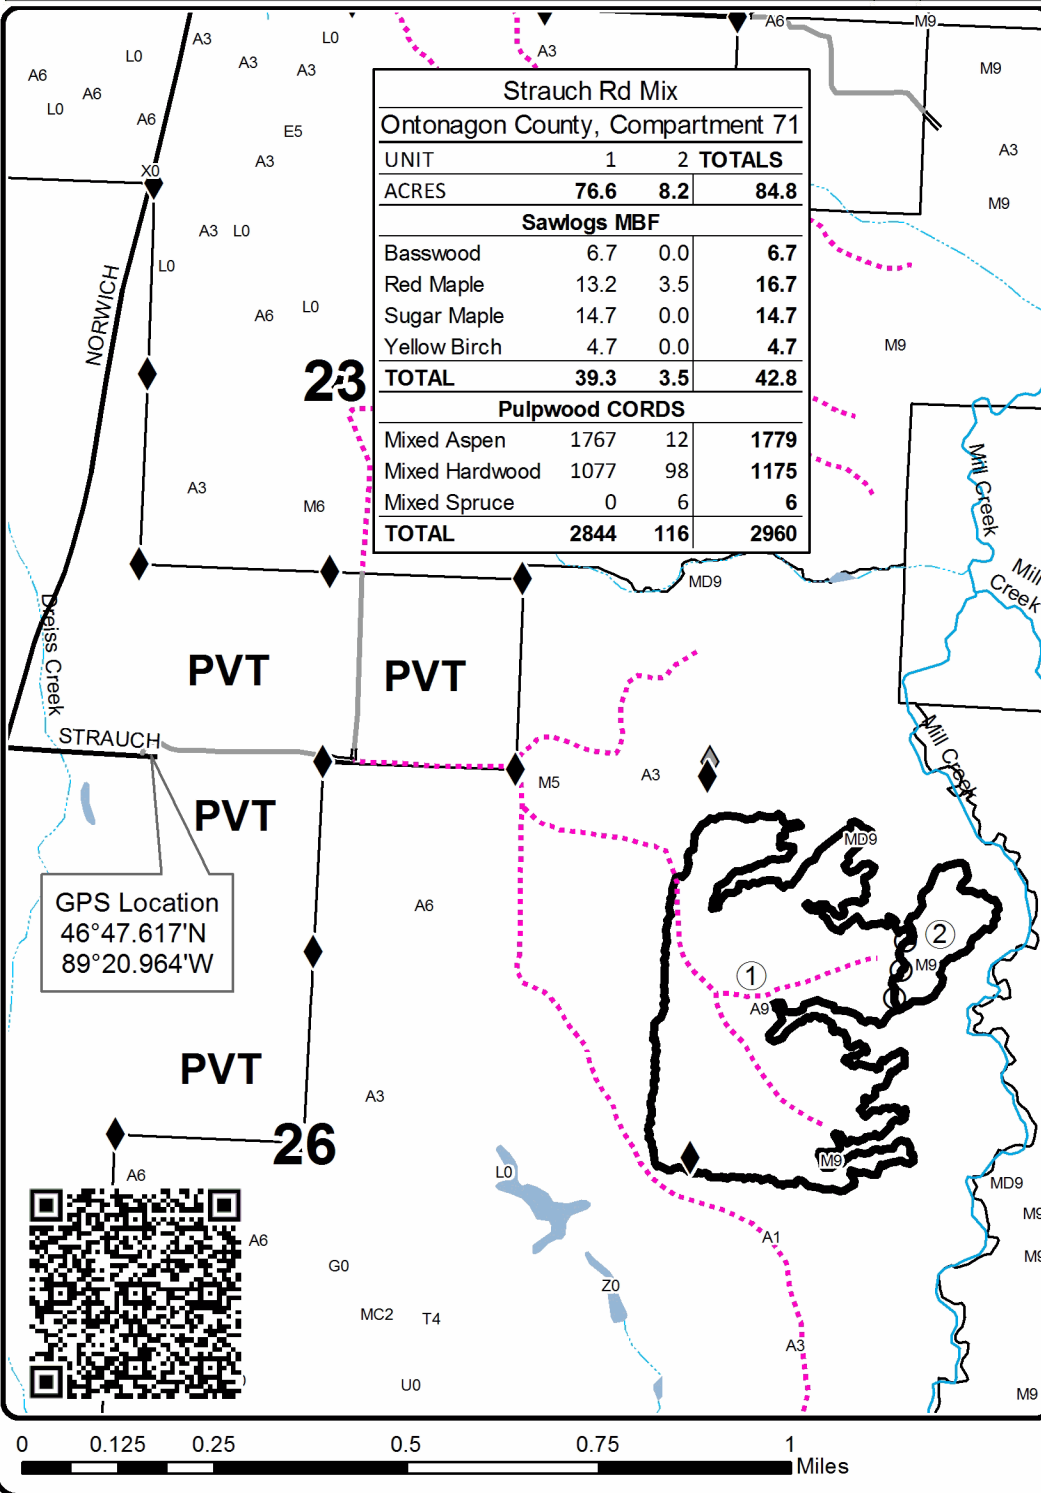 A6
M9
L0
A3
L0
A3
A3
A3
M9
A6
A6
L0
A6
E5
A3
A3
X0
M9
A3
L0
L0
A6
L0
NORWICH
M9
23
Strauch Rd Mix
Ontonagon County, Compartment 71
UNIT 1 2 TOTALS
ACRES 76.6 8.2 84.8
Sawlogs MBF
Basswood 6.7 0.0 6.7
Red Maple 13.2 3.5 16.7
Sugar Maple 14.7 0.0 14.7
Yellow Birch 4.7 0.0 4.7
TOTAL 39.3 3.5 42.8
Pulpwood CORDS
Mixed Aspen 1767 12 1779
Mixed Hardwood 1077 98 1175
Mixed Spruce 0 6 6
TOTAL 2844 116 2960
A3
M6
Mill Creek
Mill
Creek
MD9
Dreiss Creek
PVT
PVT
STRAUCH
Mill Creek
M5
A3
PVT
MD9
GPS Location
46°47.617'N
89°20.964'W
A6
2
M9
1
A9
PVT
A3
26
M9
A6
L0
MD9
M9
A6
A1
M9
G0
Z0
MC2
T4
A3
U0
M9
0 0.125 0.25 0.5 0.75 1
Miles